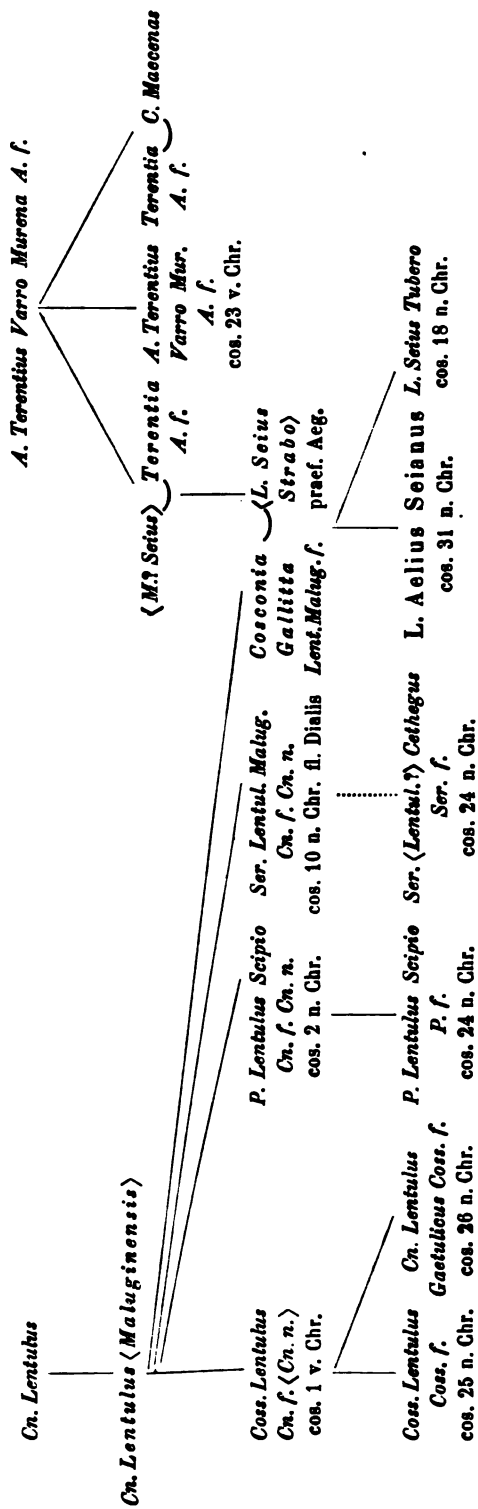 Cn. Lentulus
A. Terentius Varro Murena A. f.
Cn. Lentulus ⟨Maluginensis⟩
⟨M.? Seius⟩
Terentia
A. f.
A. Terentius
Varro Mur.
A. f.
cos. 23 v. Chr.
Terentia
A. f.
C. Maecenas
Coss. Lentulus
Cn. f. ⟨Cn. n.⟩
cos. 1 v. Chr.
P. Lentulus Scipio
Cn. f. Cn. n.
cos. 2 n. Chr.
Ser. Lentul. Malug.
Cn. f. Cn. n.
cos. 10 n. Chr. fl. Dialis
Cosconia
Gallitta
Lent. Malug. f.
⟨L. Seius
Strabo⟩
praef. Aeg.
Coss. Lentulus
Coss. f.
cos. 25 n. Chr.
Cn. Lentulus
Gaetulicus Coss. f.
cos. 26 n. Chr.
P. Lentulus Scipio
P. f.
cos. 24 n. Chr.
Ser. ⟨Lentul.?⟩ Cethegus
Ser. f.
cos. 24 n. Chr.
L. Aelius Seianus
cos. 31 n. Chr.
L. Seius Tubero
cos. 18 n. Chr.